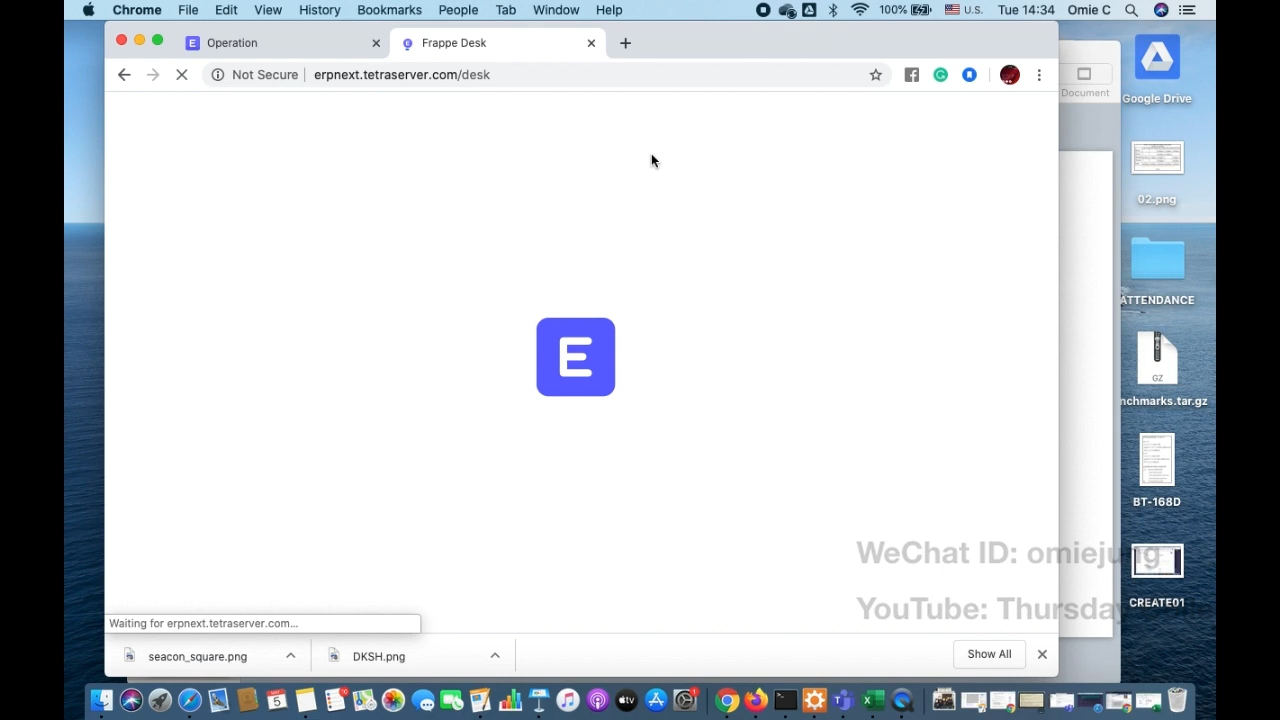 Chrome File Edit View History Bookmarks People Tab Window Help 100% U.S. Tue 14:34 Omie C
Operation
Frappe Desk
Not Secure erpnext.tetraserver.com/desk
Document
Google Drive
02.png
ATTENDANCE
GZ
nchmarks.tar.gz
BT-168D
E
WeChat ID: omiejung
YouTube: Thursday
CREATE01
Waiting for erpnext.tetraserver.com...
seacon_square.png
DKSH.png
Show All